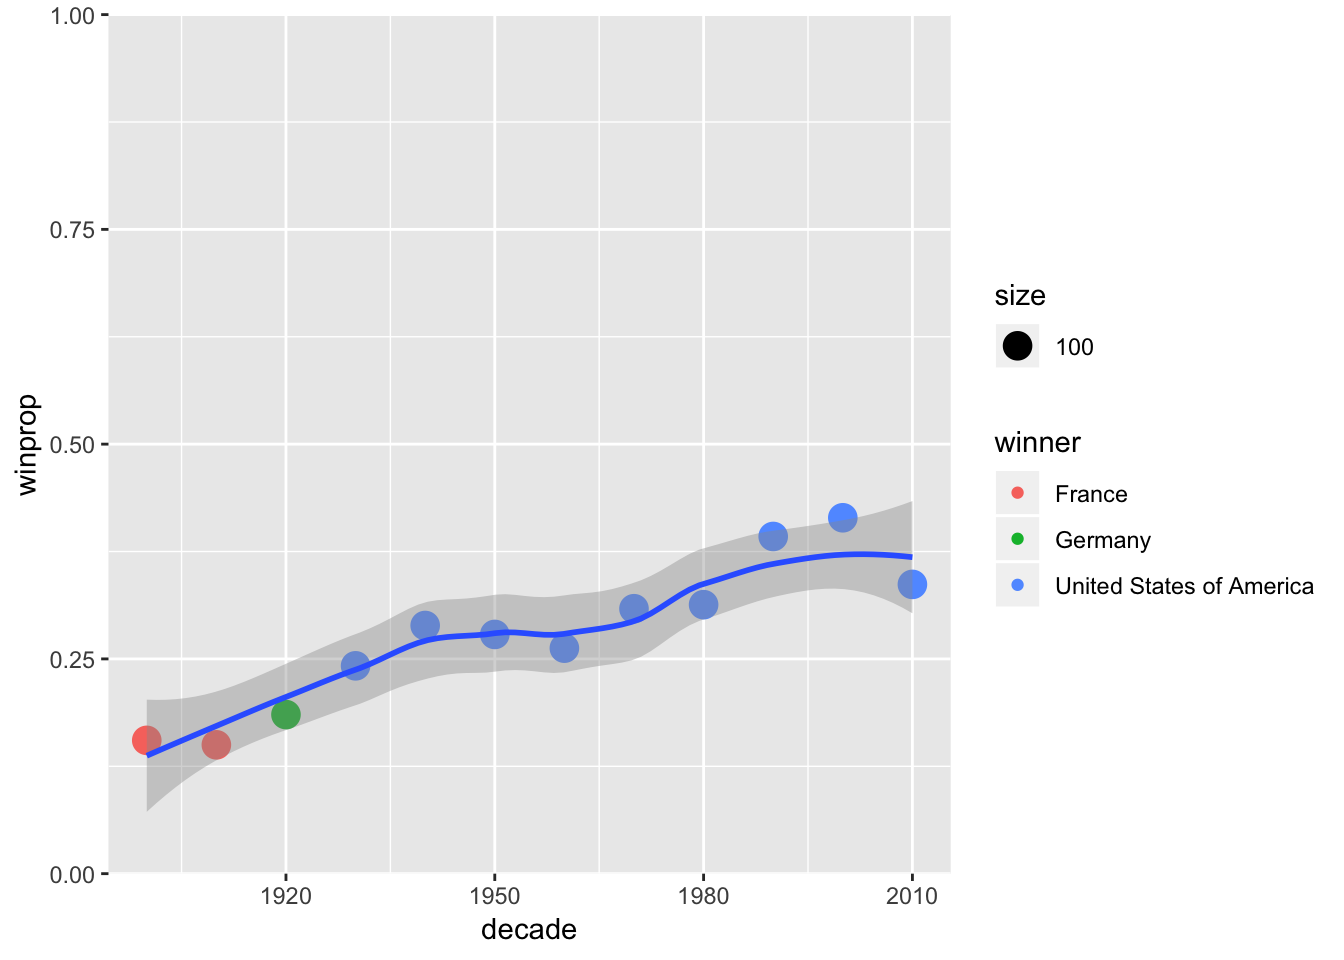 1.00
0.75
0.50
0.25
0.00
winprop
1920 1950 1980 2010
decade
size
100
winner
France
Germany
United States of America